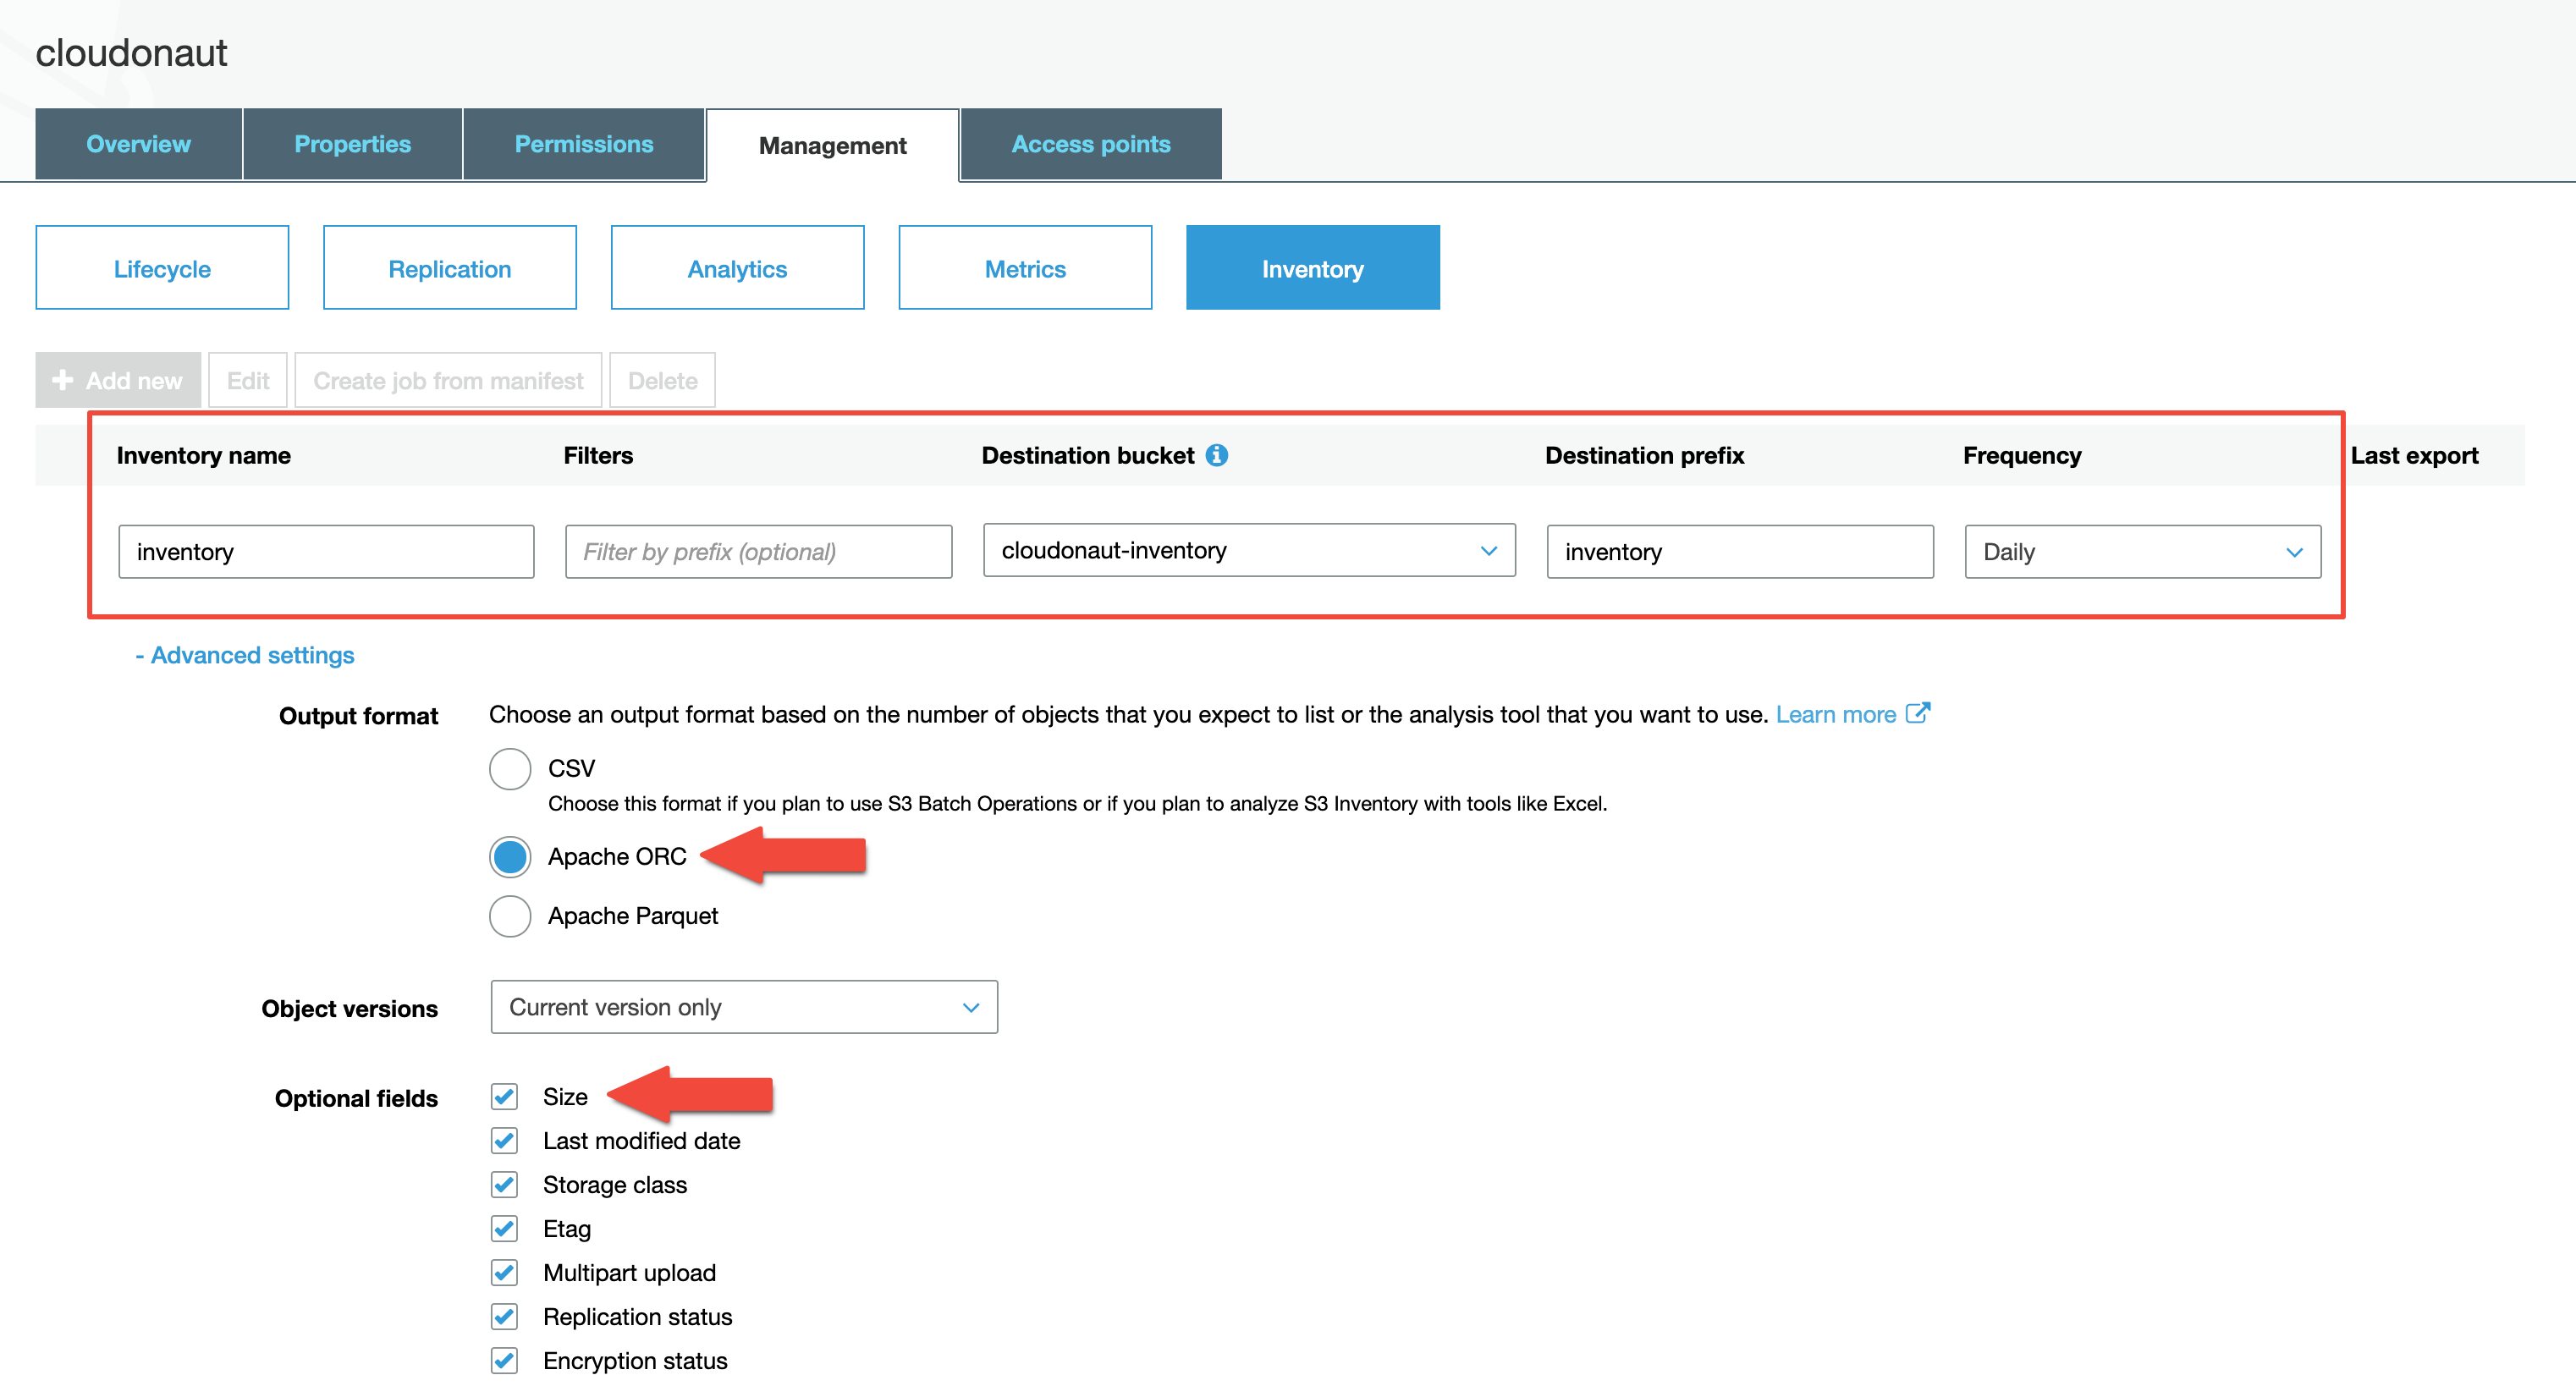 cloudonaut
Overview Properties Permissions Management Access points
Lifecycle Replication Analytics Metrics Inventory
Add new Edit Create job from manifest Delete
Inventory name Filters Destination bucket Destination prefix Frequency Last export
inventory Filter by prefix (optional) cloudonaut-inventory inventory Daily
- Advanced settings
Output format Choose an output format based on the number of objects that you expect to list or the analysis tool that you want to use. Learn more
CSV
Choose this format if you plan to use S3 Batch Operations or if you plan to analyze S3 Inventory with tools like Excel.
Apache ORC
Apache Parquet
Object versions Current version only
Optional fields Size
Last modified date
Storage class
Etag
Multipart upload
Replication status
Encryption status